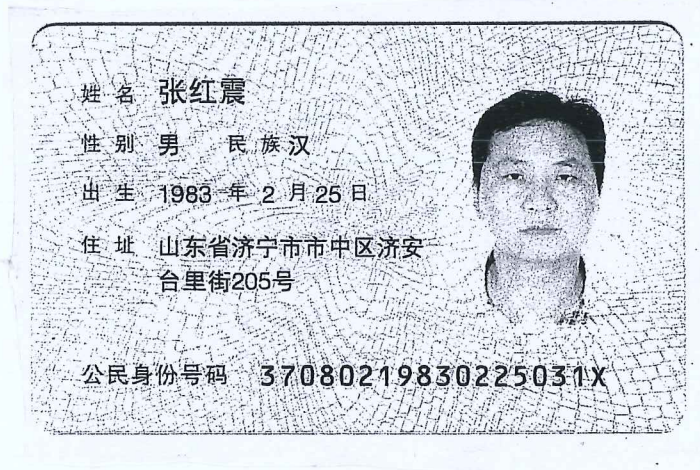 姓名 张红震
性别 男 民族 汉
出生 1983 年 2 月 25 日
住址 山东省济宁市市中区济安
台里街205号
公民身份号码 37080219830225031X